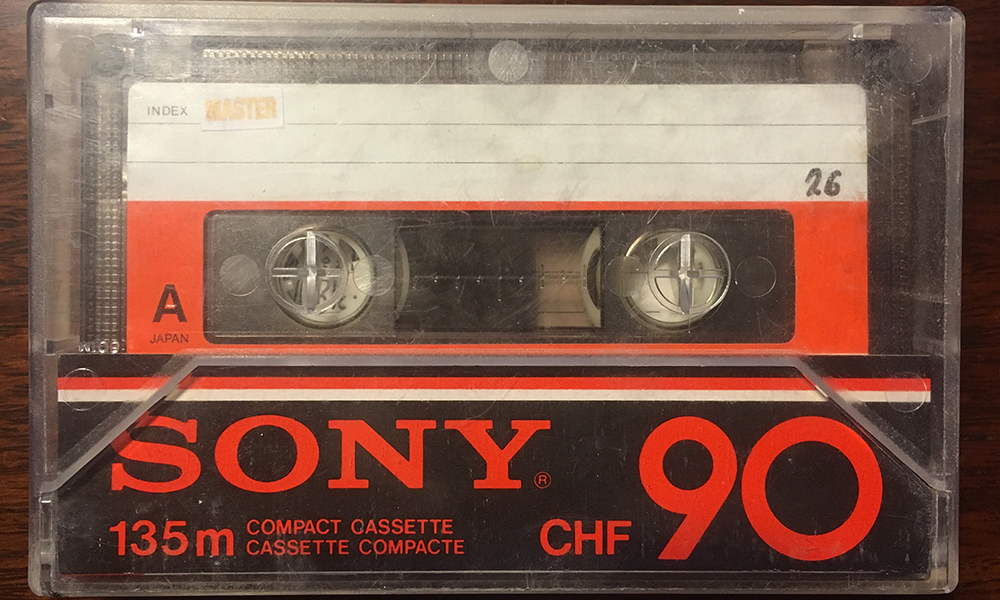 INDEX MASTER
26
A
JAPAN
SONY®
135m COMPACT CASSETTE
CASSETTE COMPACTE
CHF 90